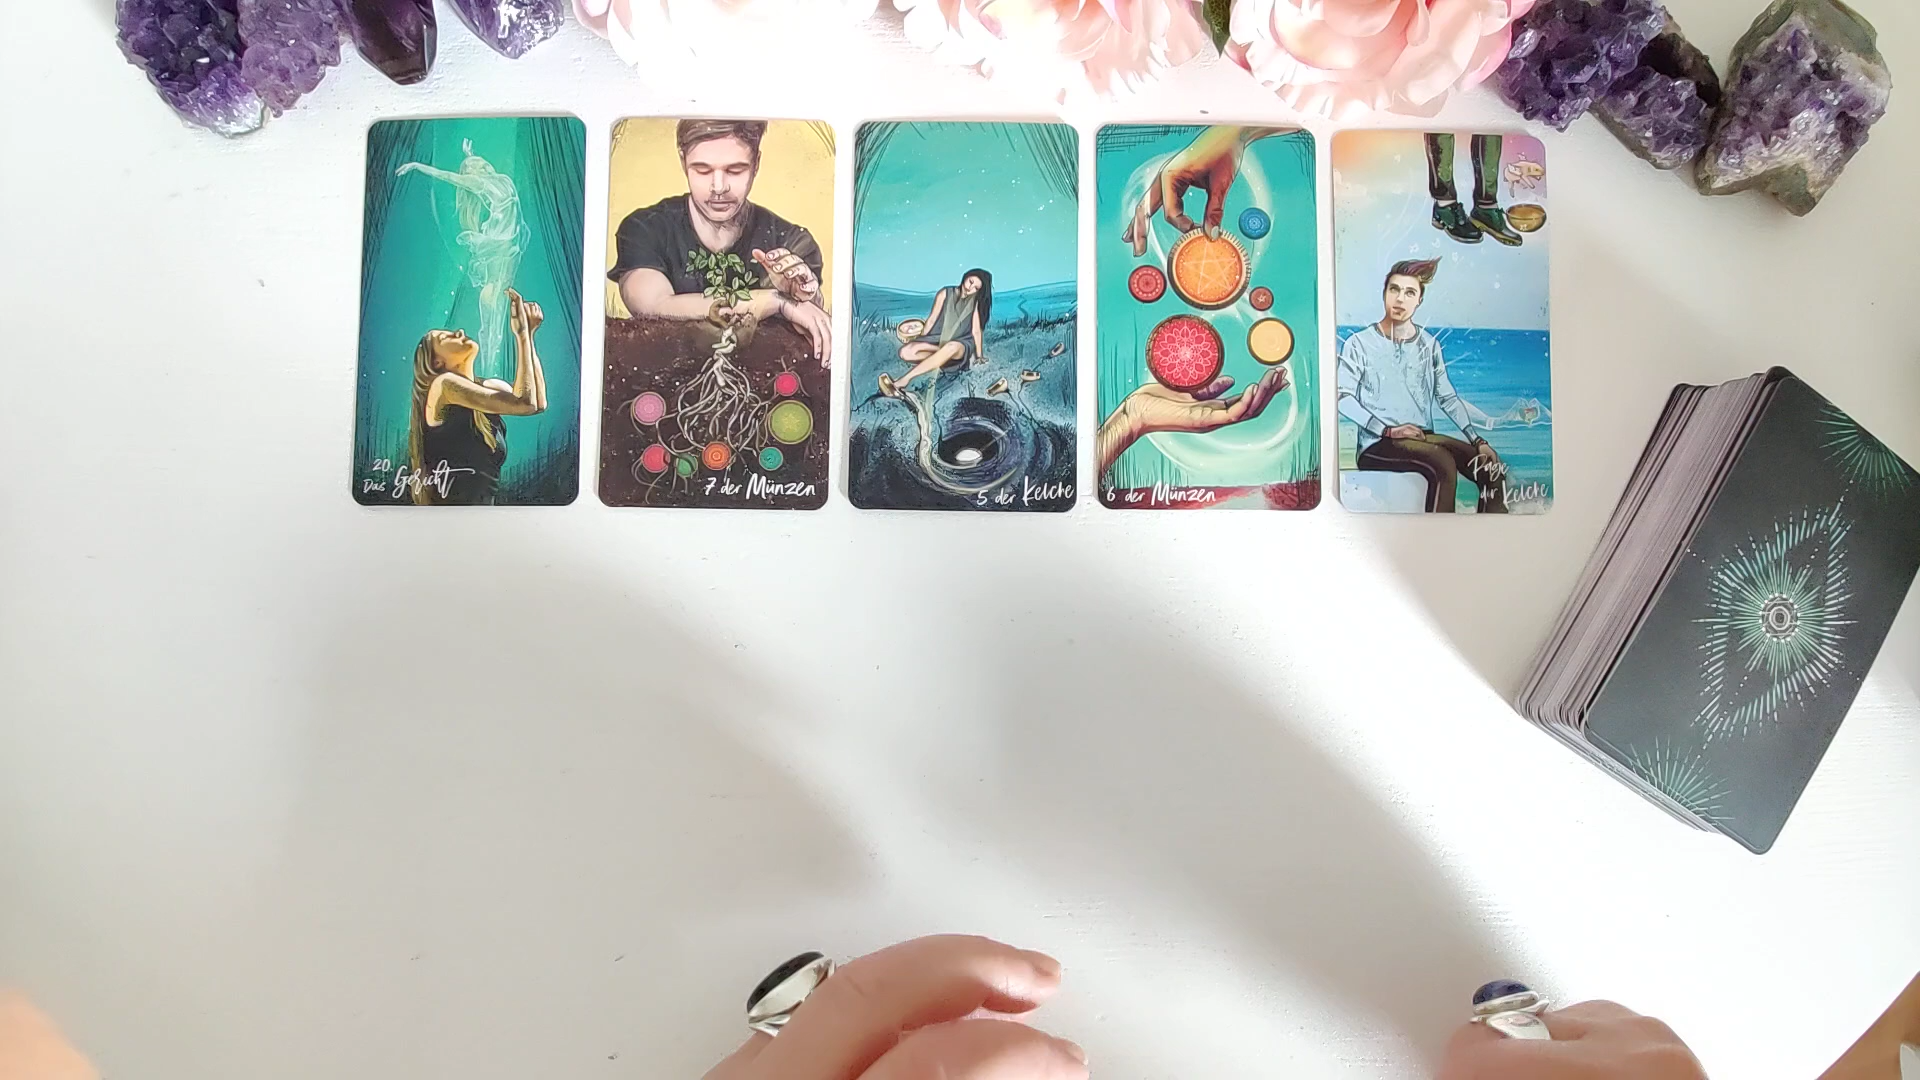 20
Das Gericht
7 der Münzen
5 der Kelche
6 der Münzen
Page
der Kelche